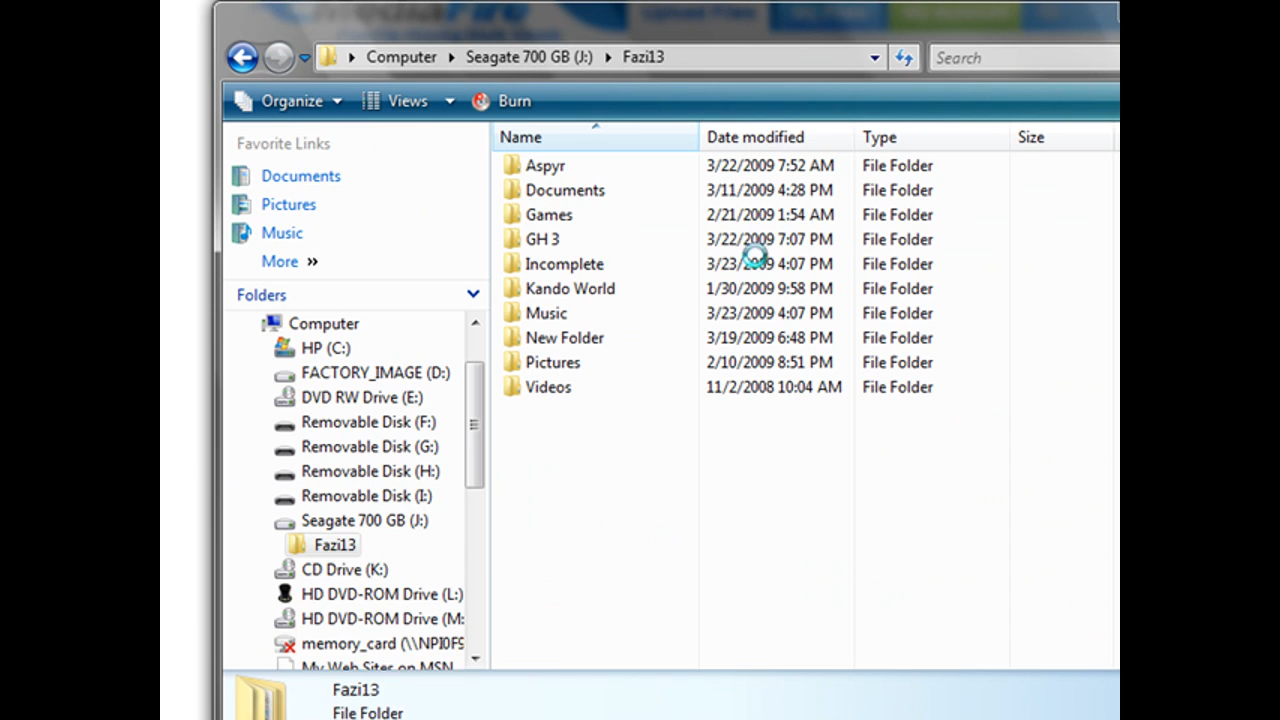 Computer Seagate 700 GB (J:) Fazi13 Search
Organize Views Burn
Favorite Links
Documents
Pictures
Music
More »
Folders
Computer
HP (C:)
FACTORY_IMAGE (D:)
DVD RW Drive (E:)
Removable Disk (F:)
Removable Disk (G:)
Removable Disk (H:)
Removable Disk (I:)
Seagate 700 GB (J:)
Fazi13
CD Drive (K:)
HD DVD-ROM Drive (L:)
HD DVD-ROM Drive (M:
memory_card (\\NPI0F9
My Web Sites on MSN
Name Date modified Type Size
Aspyr 3/22/2009 7:52 AM File Folder
Documents 3/11/2009 4:28 PM File Folder
Games 2/21/2009 1:54 AM File Folder
GH 3 3/22/2009 7:07 PM File Folder
Incomplete 3/23/2009 4:07 PM File Folder
Kando World 1/30/2009 9:58 PM File Folder
Music 3/23/2009 4:07 PM File Folder
New Folder 3/19/2009 6:48 PM File Folder
Pictures 2/10/2009 8:51 PM File Folder
Videos 11/2/2008 10:04 AM File Folder
Fazi13
File Folder